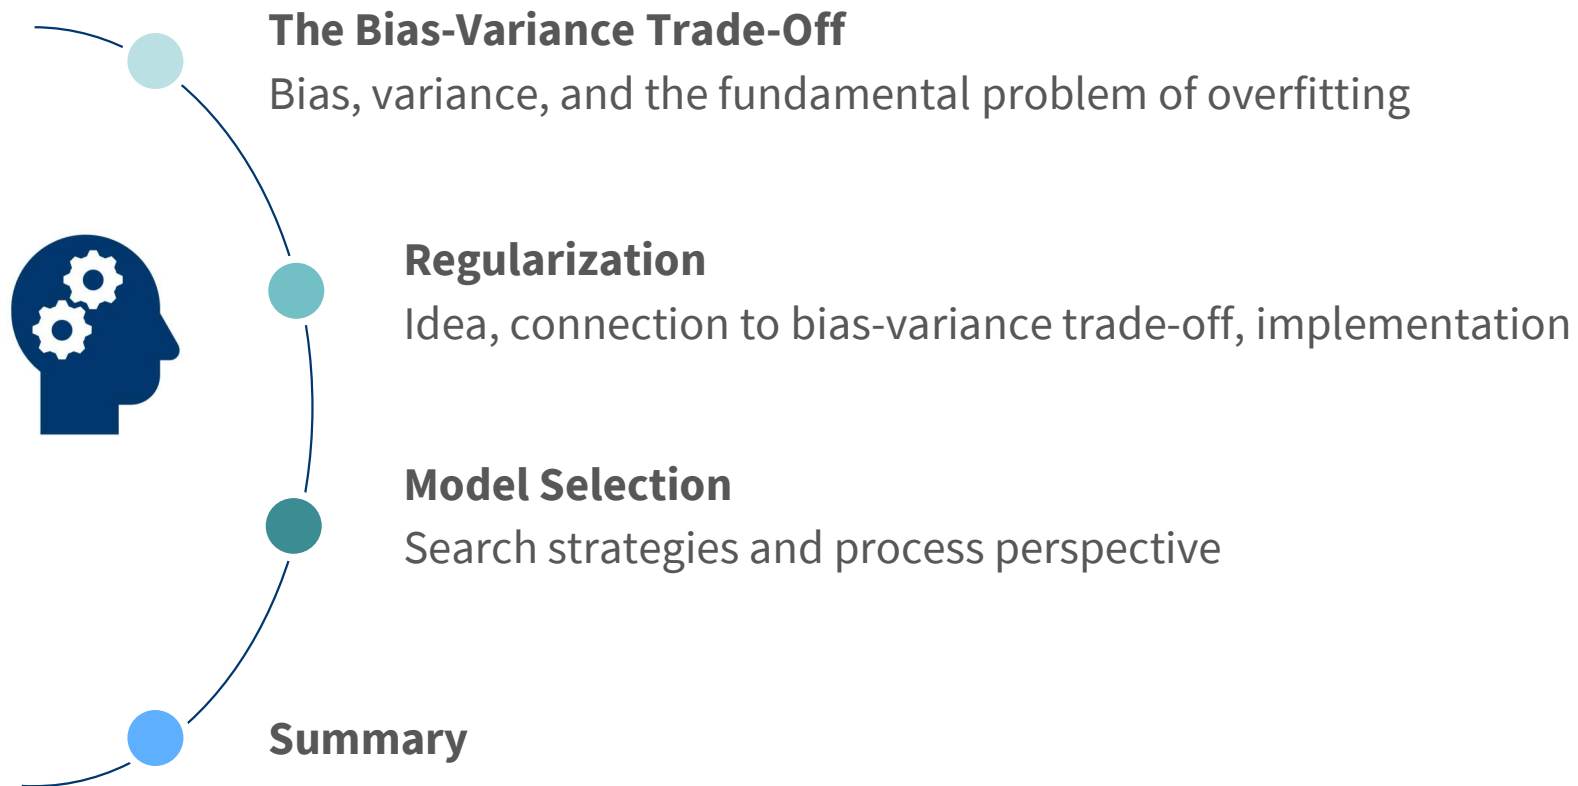 The Bias-Variance Trade-Off
Bias, variance, and the fundamental problem of overfitting
Regularization
Idea, connection to bias-variance trade-off, implementation
Model Selection
Search strategies and process perspective
Summary